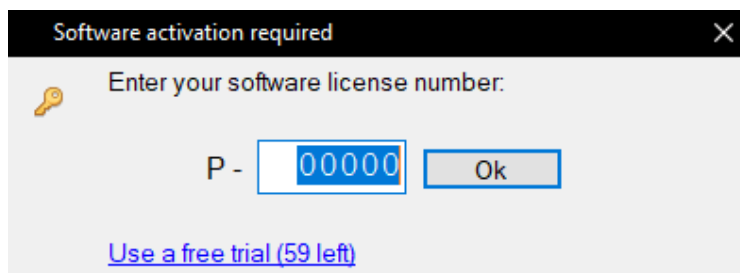 Software activation required
Enter your software license number:
P - 00000 Ok
Use a free trial (59 left)